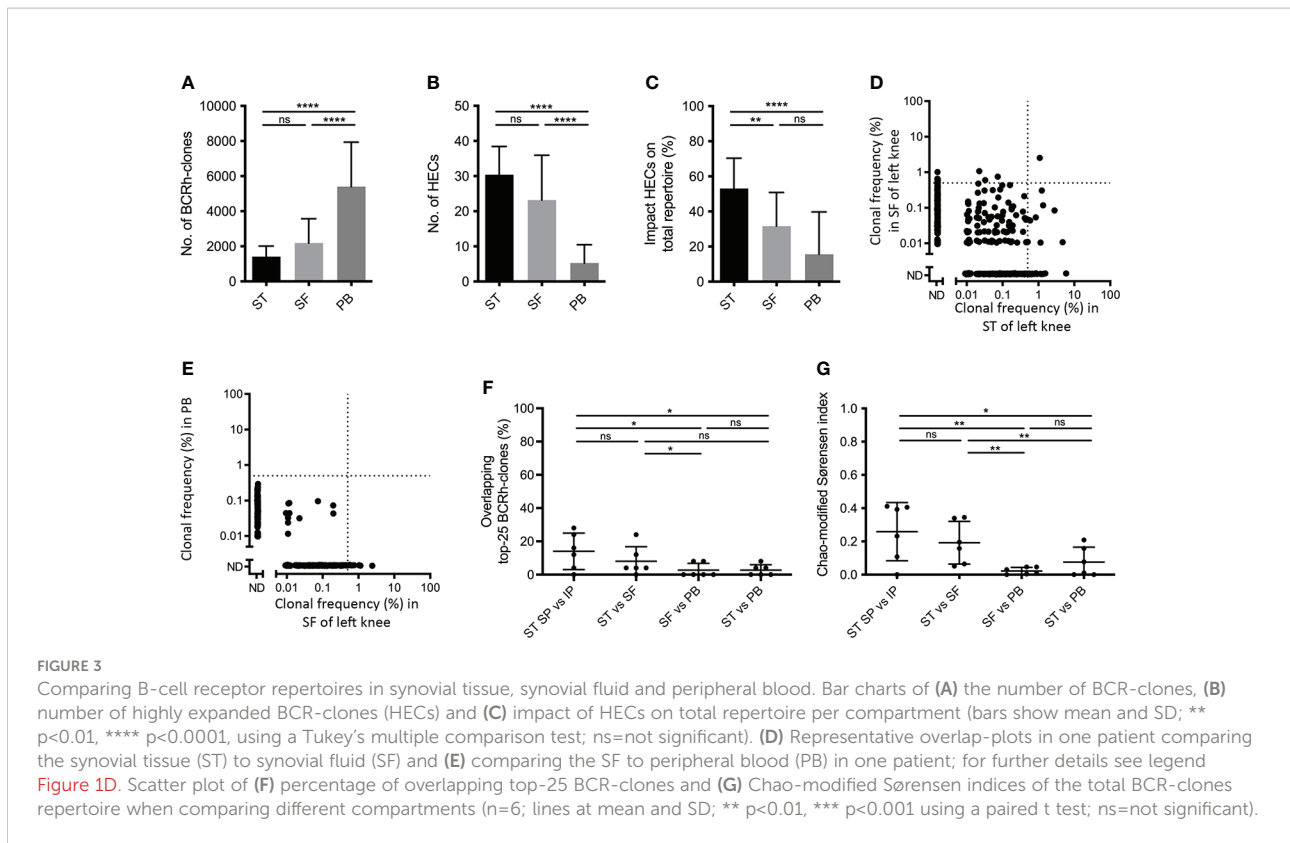 A
No. of BCRh-clones
10000
8000
6000
4000
2000
0
****
ns
****
ST
SF
PB
B
No. of HECs
50
40
30
20
10
0
****
ns
****
ST
SF
PB
C
Impact HECs on
total repertoire (%)
100
80
60
40
20
0
****
**
ns
ST
SF
PB
D
Clonal frequency (%)
in SF of left knee
100
10
1
0.1
0.01
ND
ND
0.01
0.1
1
10
100
Clonal frequency (%) in
ST of left knee
E
Clonal frequency (%) in PB
100
10
1
0.1
0.01
ND
ND
0.01
0.1
1
10
100
Clonal frequency (%) in
SF of left knee
F
Overlapping
top-25 BCRh-clones (%)
100
80
60
40
20
0
*
*
ns
ns
ns
*
ST SP vs IP
ST vs SF
SF vs PB
ST vs PB
G
Chao-modified Sørensen index
1.0
0.8
0.6
0.4
0.2
0.0
*
**
ns
ns
**
**
ST SP vs IP
ST vs SF
SF vs PB
ST vs PB
FIGURE 3
Comparing B-cell receptor repertoires in synovial tissue, synovial fluid and peripheral blood. Bar charts of (A) the number of BCR-clones, (B)
number of highly expanded BCR-clones (HECs) and (C) impact of HECs on total repertoire per compartment (bars show mean and SD; **
p<0.01, **** p<0.0001, using a Tukey's multiple comparison test; ns=not significant). (D) Representative overlap-plots in one patient comparing
the synovial tissue (ST) to synovial fluid (SF) and (E) comparing the SF to peripheral blood (PB) in one patient; for further details see legend
Figure 1D. Scatter plot of (F) percentage of overlapping top-25 BCR-clones and (G) Chao-modified Sørensen indices of the total BCR-clones
repertoire when comparing different compartments (n=6; lines at mean and SD; ** p<0.01, *** p<0.001 using a paired t test; ns=not significant).